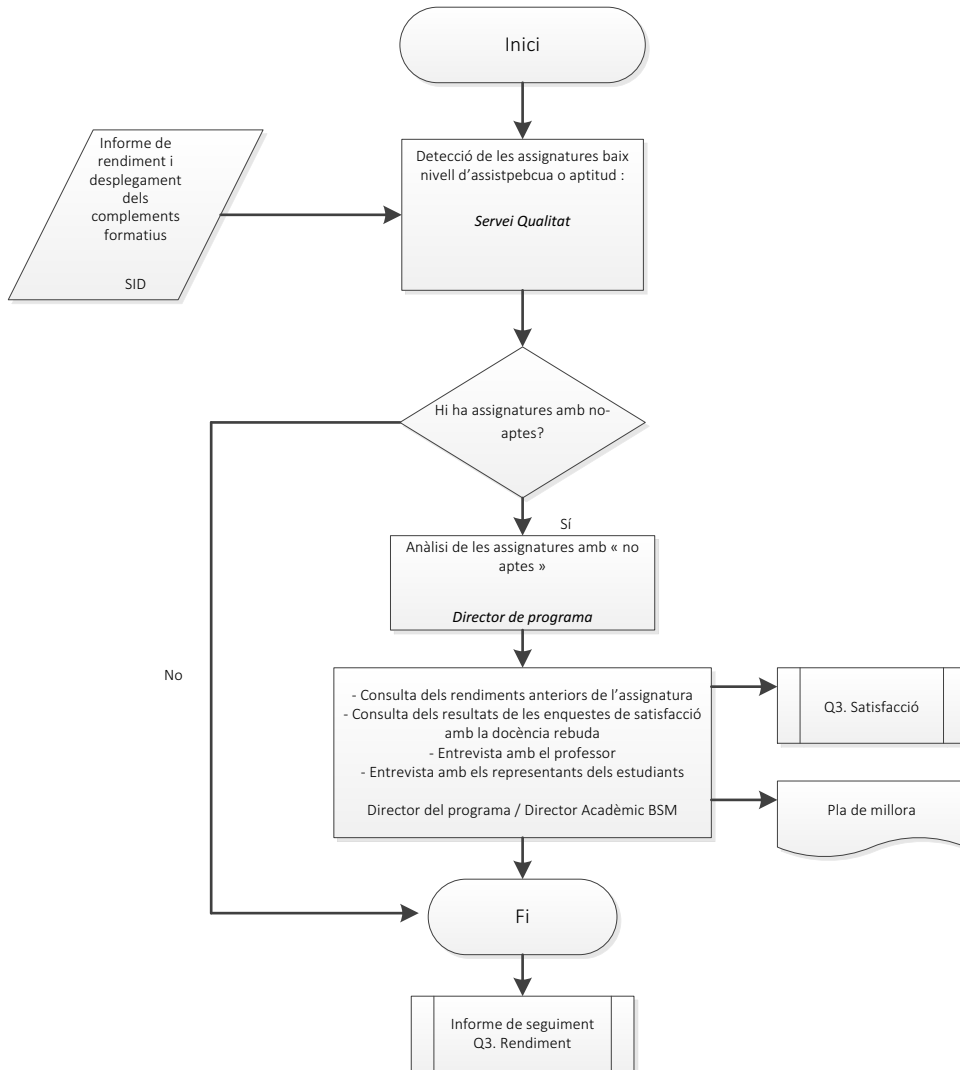 Inici
Informe de
rendiment i
desplegament
dels
complements
formatius
SID
Detecció de les assignatures baix
nivell d’assistpebcua o aptitud :
Servei Qualitat
Hi ha assignatures amb no-
aptes?
Sí
Anàlisi de les assignatures amb « no
aptes »
Director de programa
No
- Consulta dels rendiments anteriors de l’assignatura
- Consulta dels resultats de les enquestes de satisfacció
amb la docència rebuda
- Entrevista amb el professor
- Entrevista amb els representants dels estudiants
Director del programa / Director Acadèmic BSM
Q3. Satisfacció
Pla de millora
Fi
Informe de seguiment
Q3. Rendiment